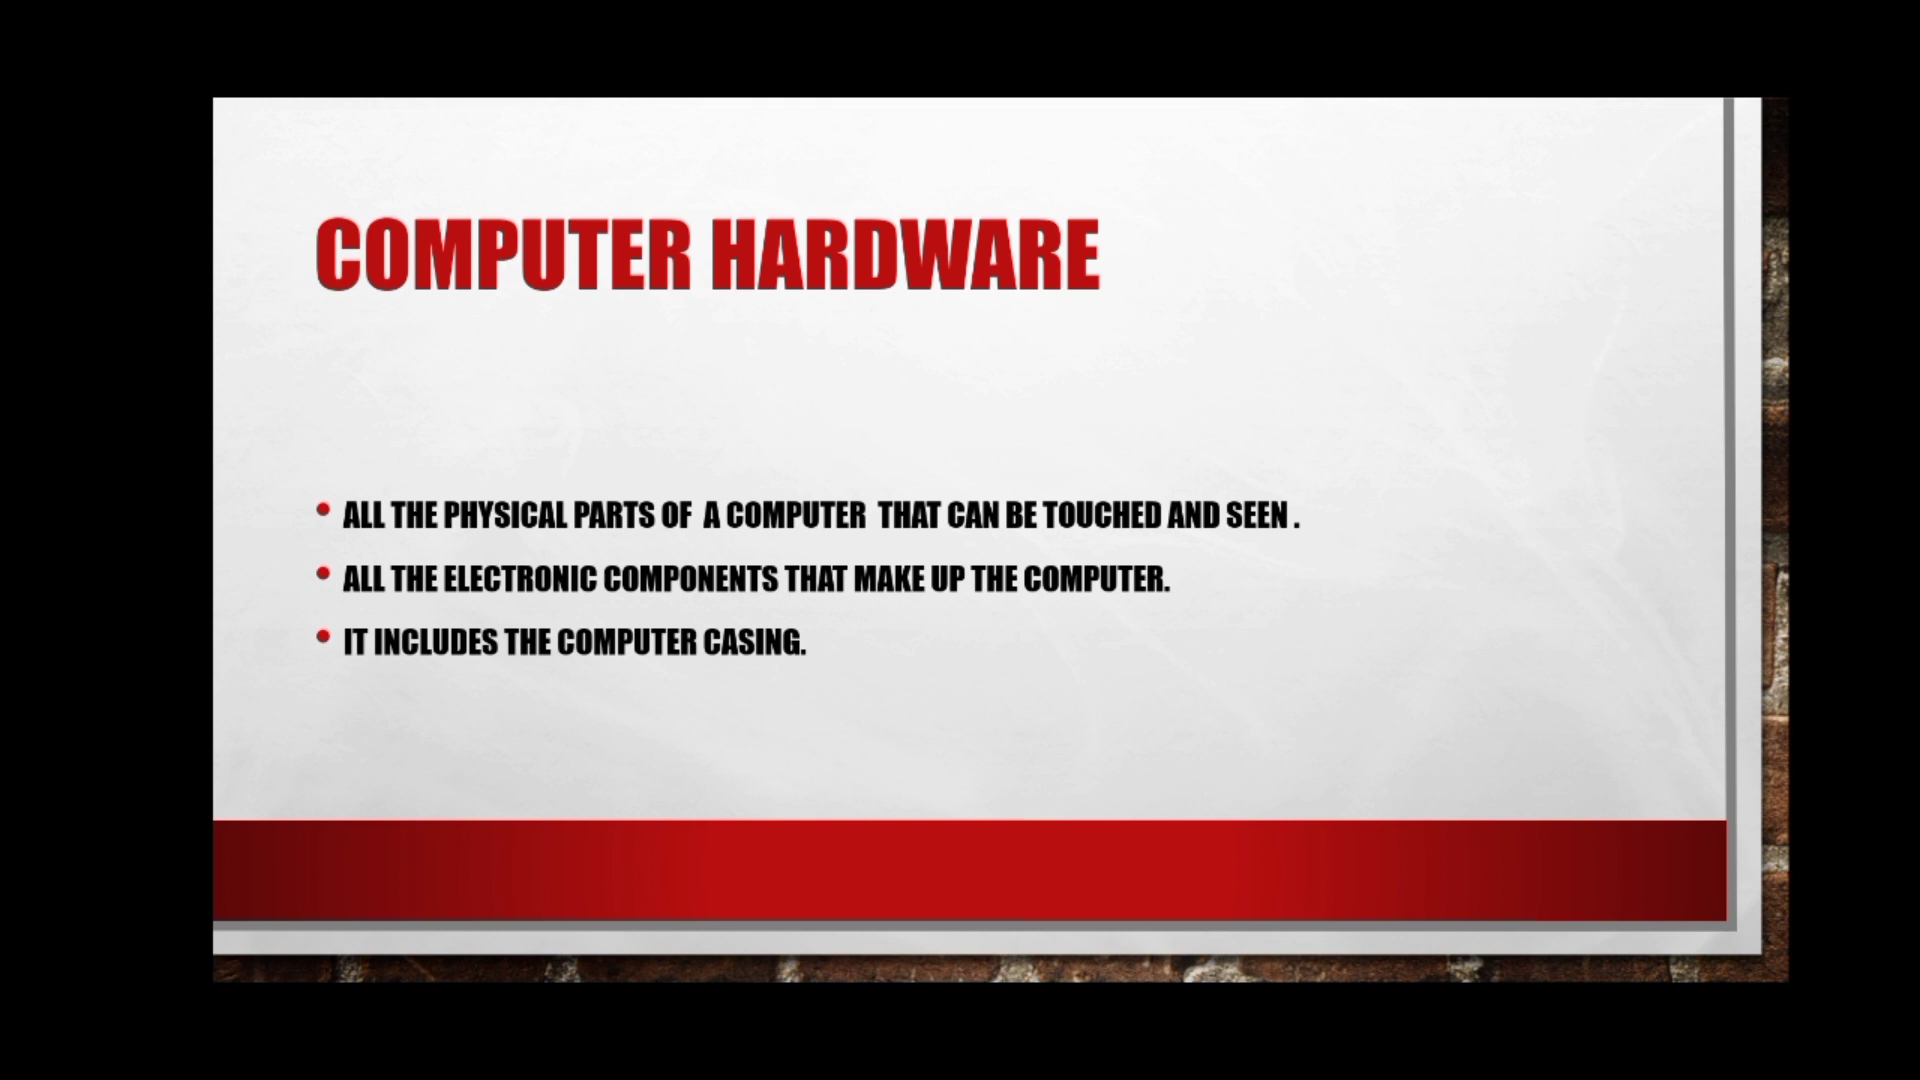 COMPUTER HARDWARE
• ALL THE PHYSICAL PARTS OF A COMPUTER THAT CAN BE TOUCHED AND SEEN .
• ALL THE ELECTRONIC COMPONENTS THAT MAKE UP THE COMPUTER.
• IT INCLUDES THE COMPUTER CASING.